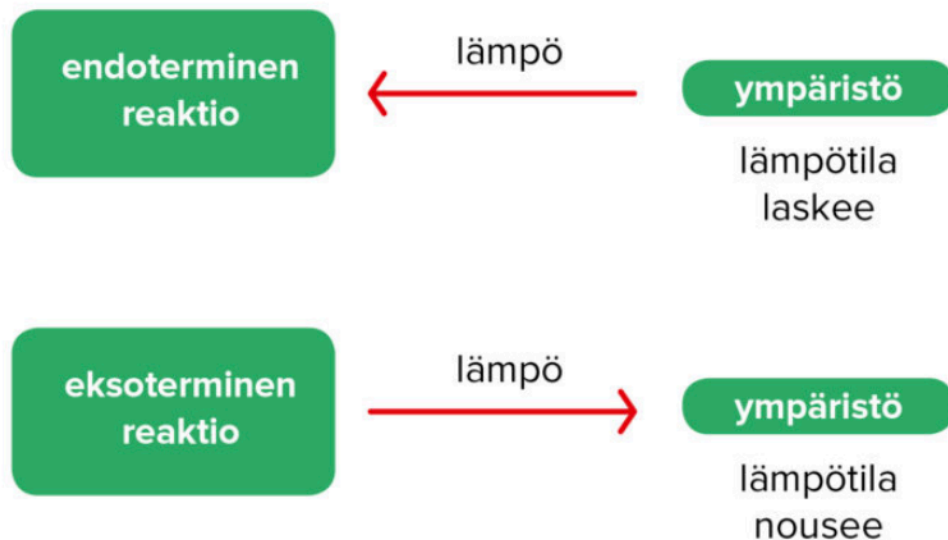 endoterminen
reaktio
lämpö
ympäristö
lämpötila
laskee
eksoterminen
reaktio
lämpö
ympäristö
lämpötila
nousee